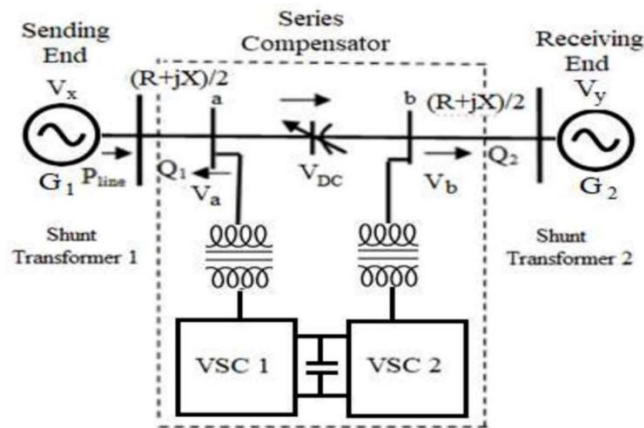 Series
Compensator
Sending
End
V_x
Receiving
End
V_y
(R+jX)/2
a
b
(R+jX)/2
G_1
P_line
Q_1
V_a
V_DC
V_b
Q_2
G_2
Shunt
Transformer 1
Shunt
Transformer 2
VSC 1
VSC 2